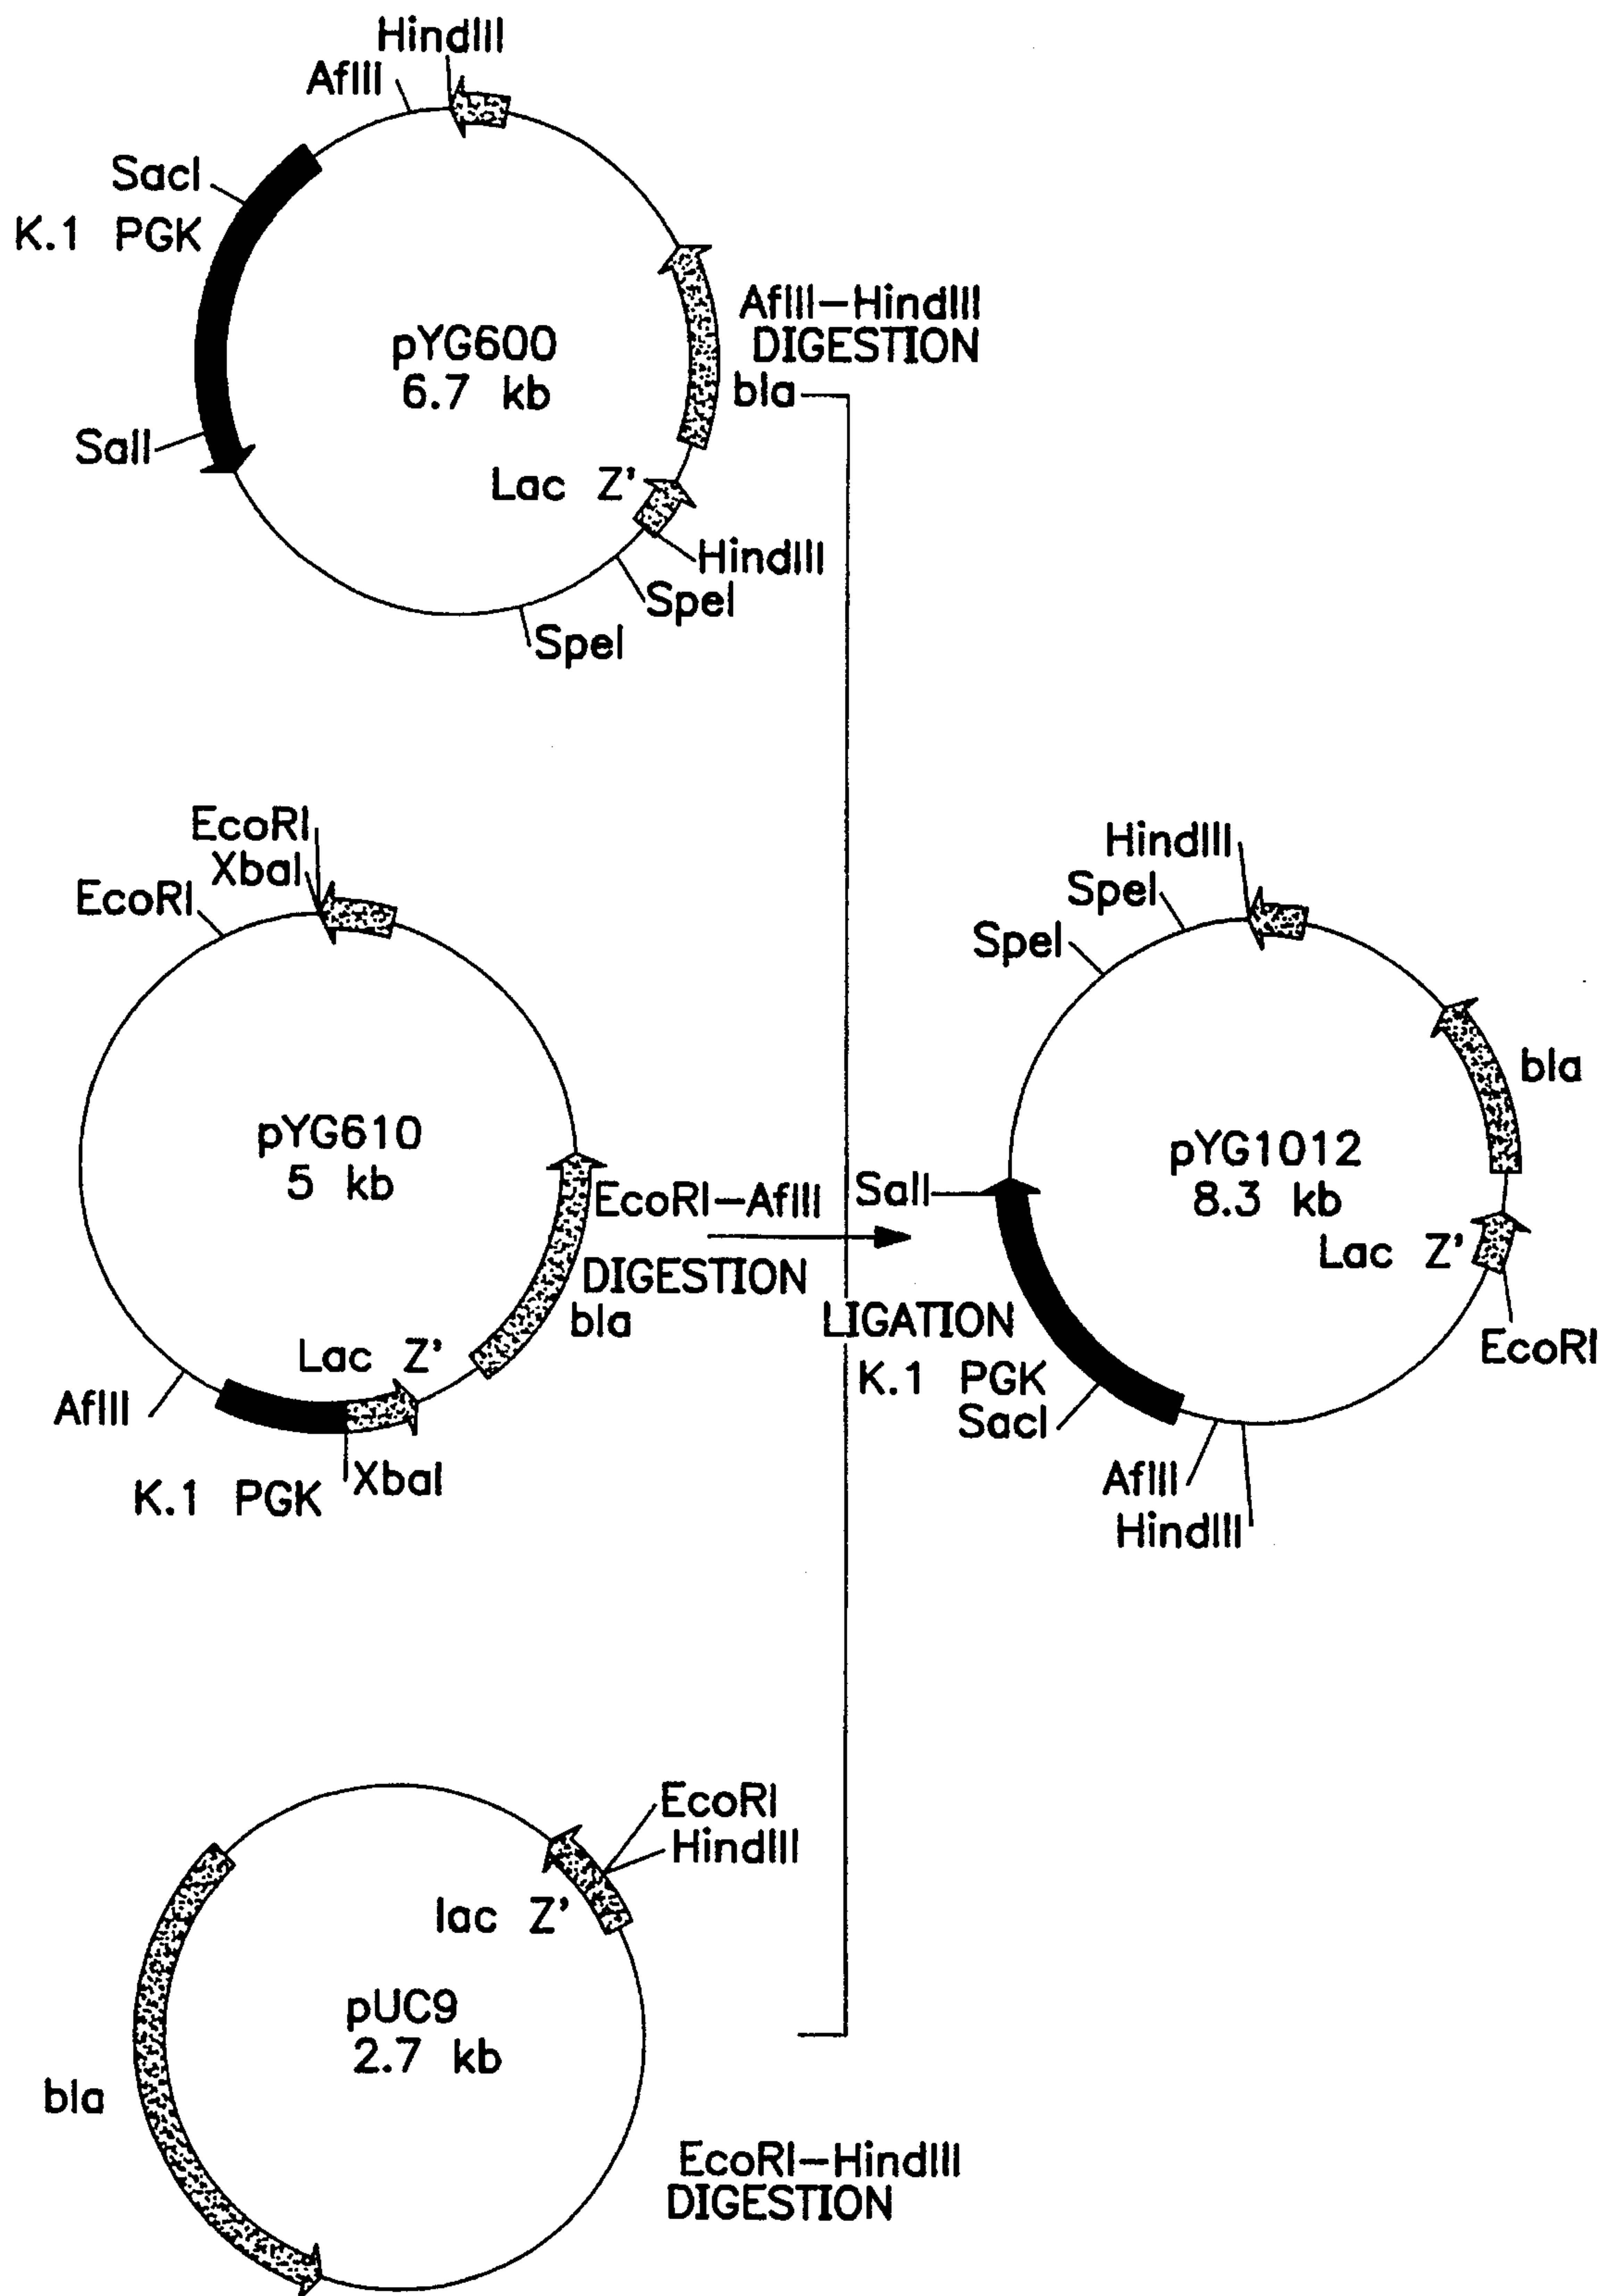 HindIII
AflII
SacI
K.1 PGK
pYG600
6.7 kb
AflII-HindIII
DIGESTION
bla
SalI
Lac Z'
HindIII
SpeI
SpeI
EcoRI
XbaI
EcoRI
pYG610
5 kb
EcoRI-AflII
DIGESTION
bla
Lac Z'
AflII
XbaI
K.1 PGK
LIGATION
HindIII
SpeI
SpeI
bla
pYG1012
8.3 kb
SalI
Lac Z'
EcoRI
K.1 PGK
SacI
AflII
HindIII
EcoRI
HindIII
lac Z'
pUC9
2.7 kb
bla
EcoRI-HindIII
DIGESTION